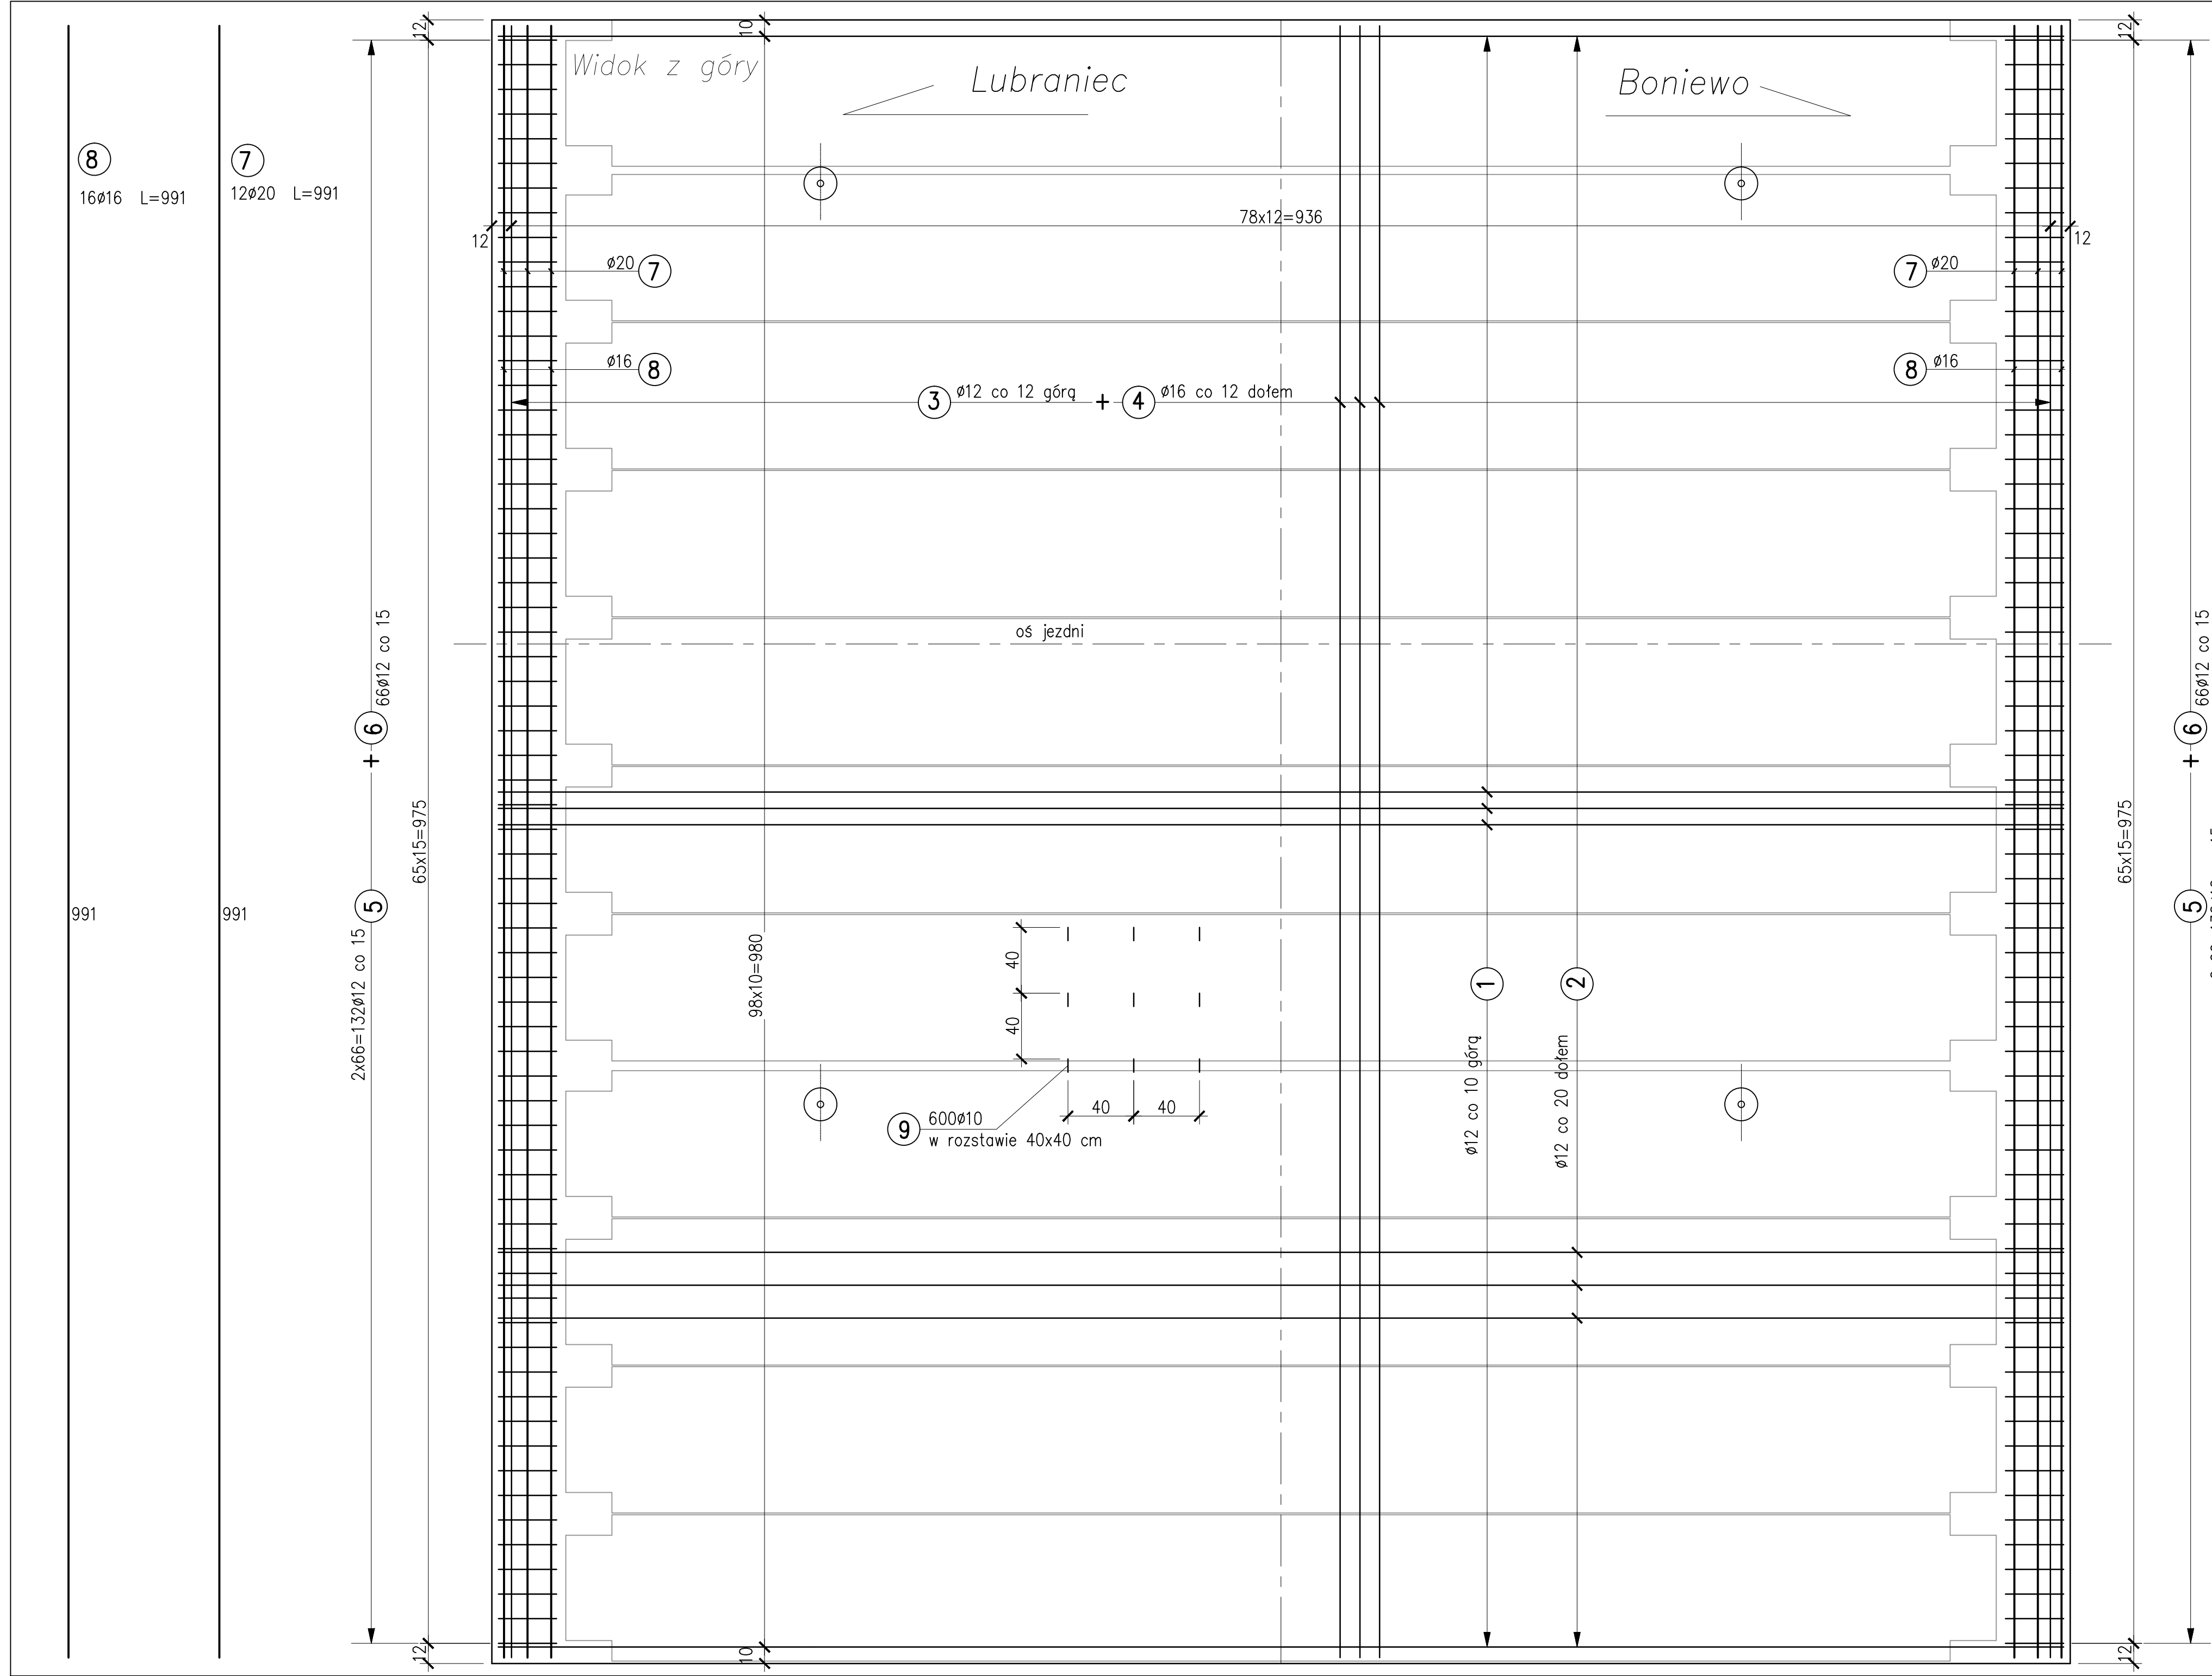 Widok z góry
Lubraniec
Boniewo
8
16ø16 L=991
7
12ø20 L=991
991
991
12
10
12
78x12=936
12
12
ø20 7
7 ø20
ø16 8
8 ø16
3 ø12 co 12 górą + 4 ø16 co 12 dołem
oś jezdni
2x66=132ø12 co 15 5 + 6 66ø12 co 15
65x15=975
98x10=980
40
40
40
40
9 600ø10
w rozstawie 40x40 cm
ø12 co 10 górą 1
ø12 co 20 dołem 2
65x15=975
5 + 6 66ø12 co 15
12
10
12